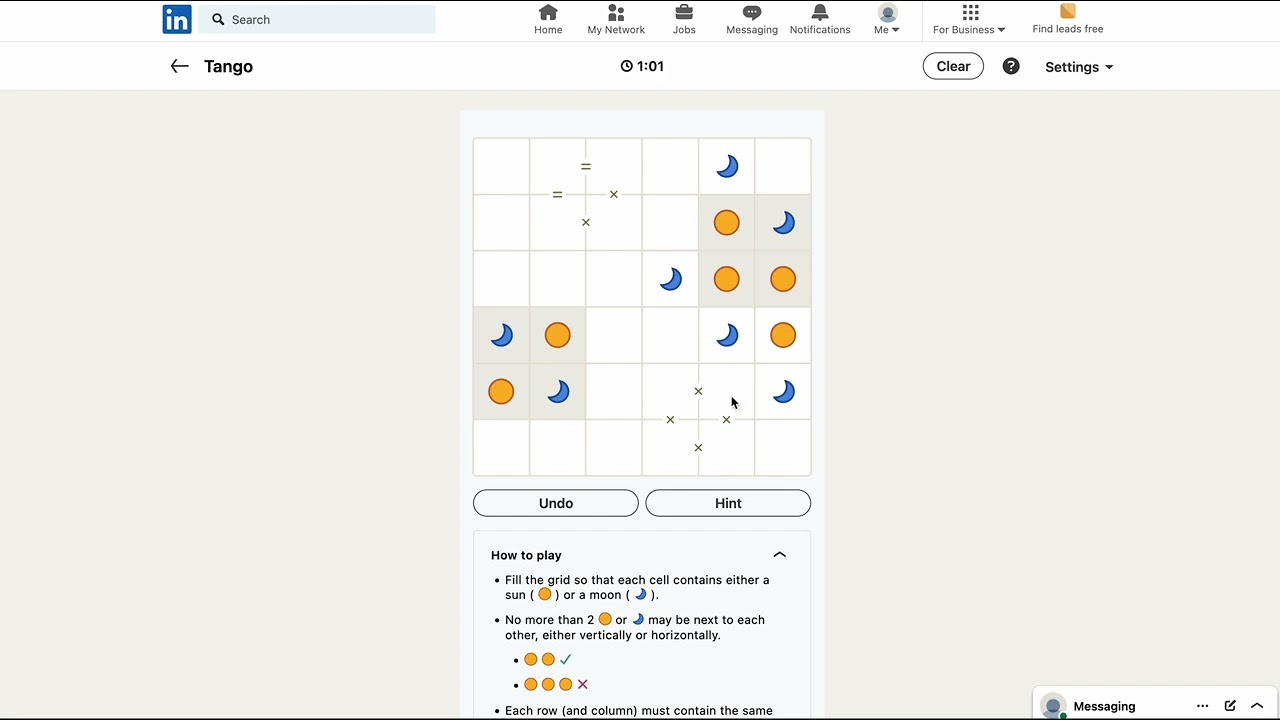 in
Search
Home
My Network
Jobs
Messaging
Notifications
Me
For Business
Find leads free
Tango
1:01
Clear
?
Settings
=
= ×
×
×
× ×
×
Undo
Hint
How to play
• Fill the grid so that each cell contains either a
sun ( ) or a moon ( ).
• No more than 2 or may be next to each
other, either vertically or horizontally.
• Each row (and column) must contain the same
Messaging